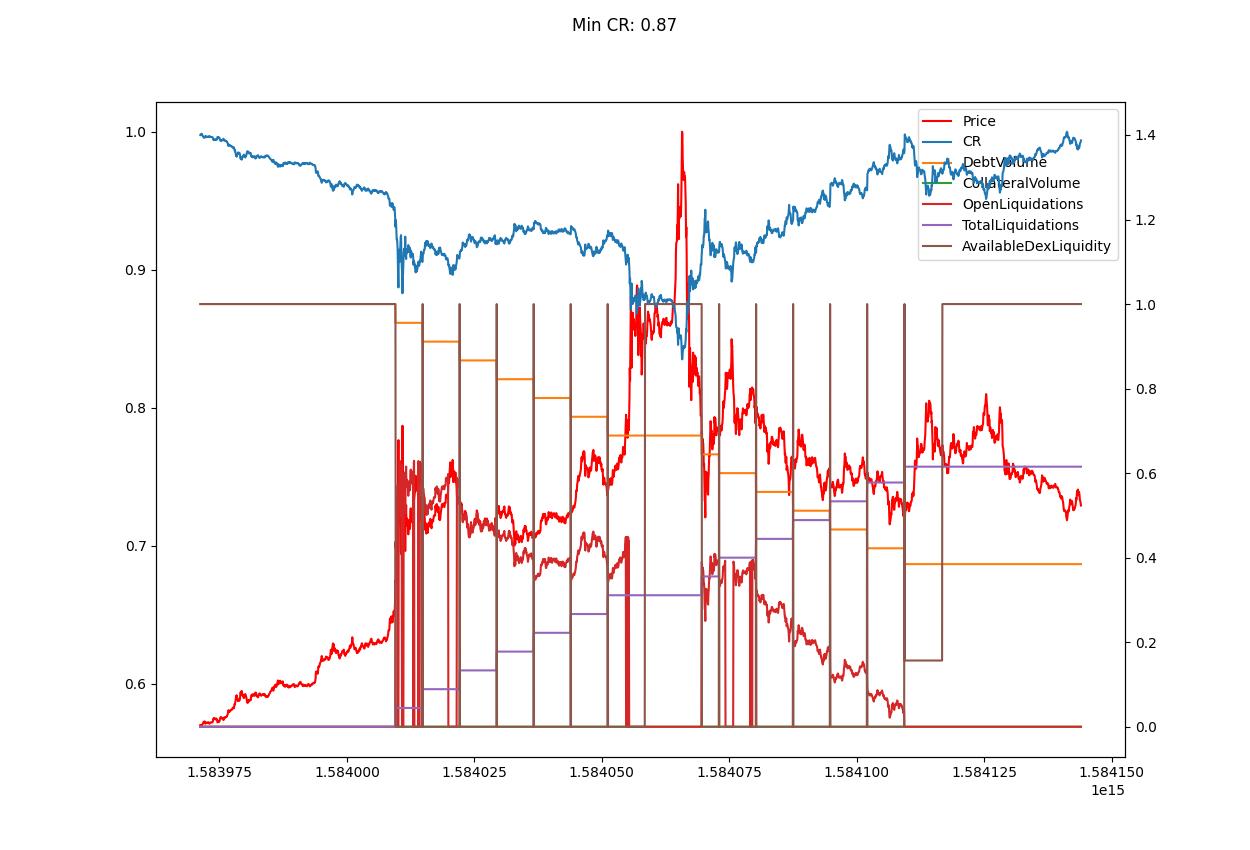 Min CR: 0.87
1.0
0.9
0.8
0.7
0.6
1.4
1.2
1.0
0.8
0.6
0.4
0.2
0.0
Price
CR
DebtVolume
CollateralVolume
OpenLiquidations
TotalLiquidations
AvailableDexLiquidity
1.583975 1.584000 1.584025 1.584050 1.584075 1.584100 1.584125 1.584150
1e15